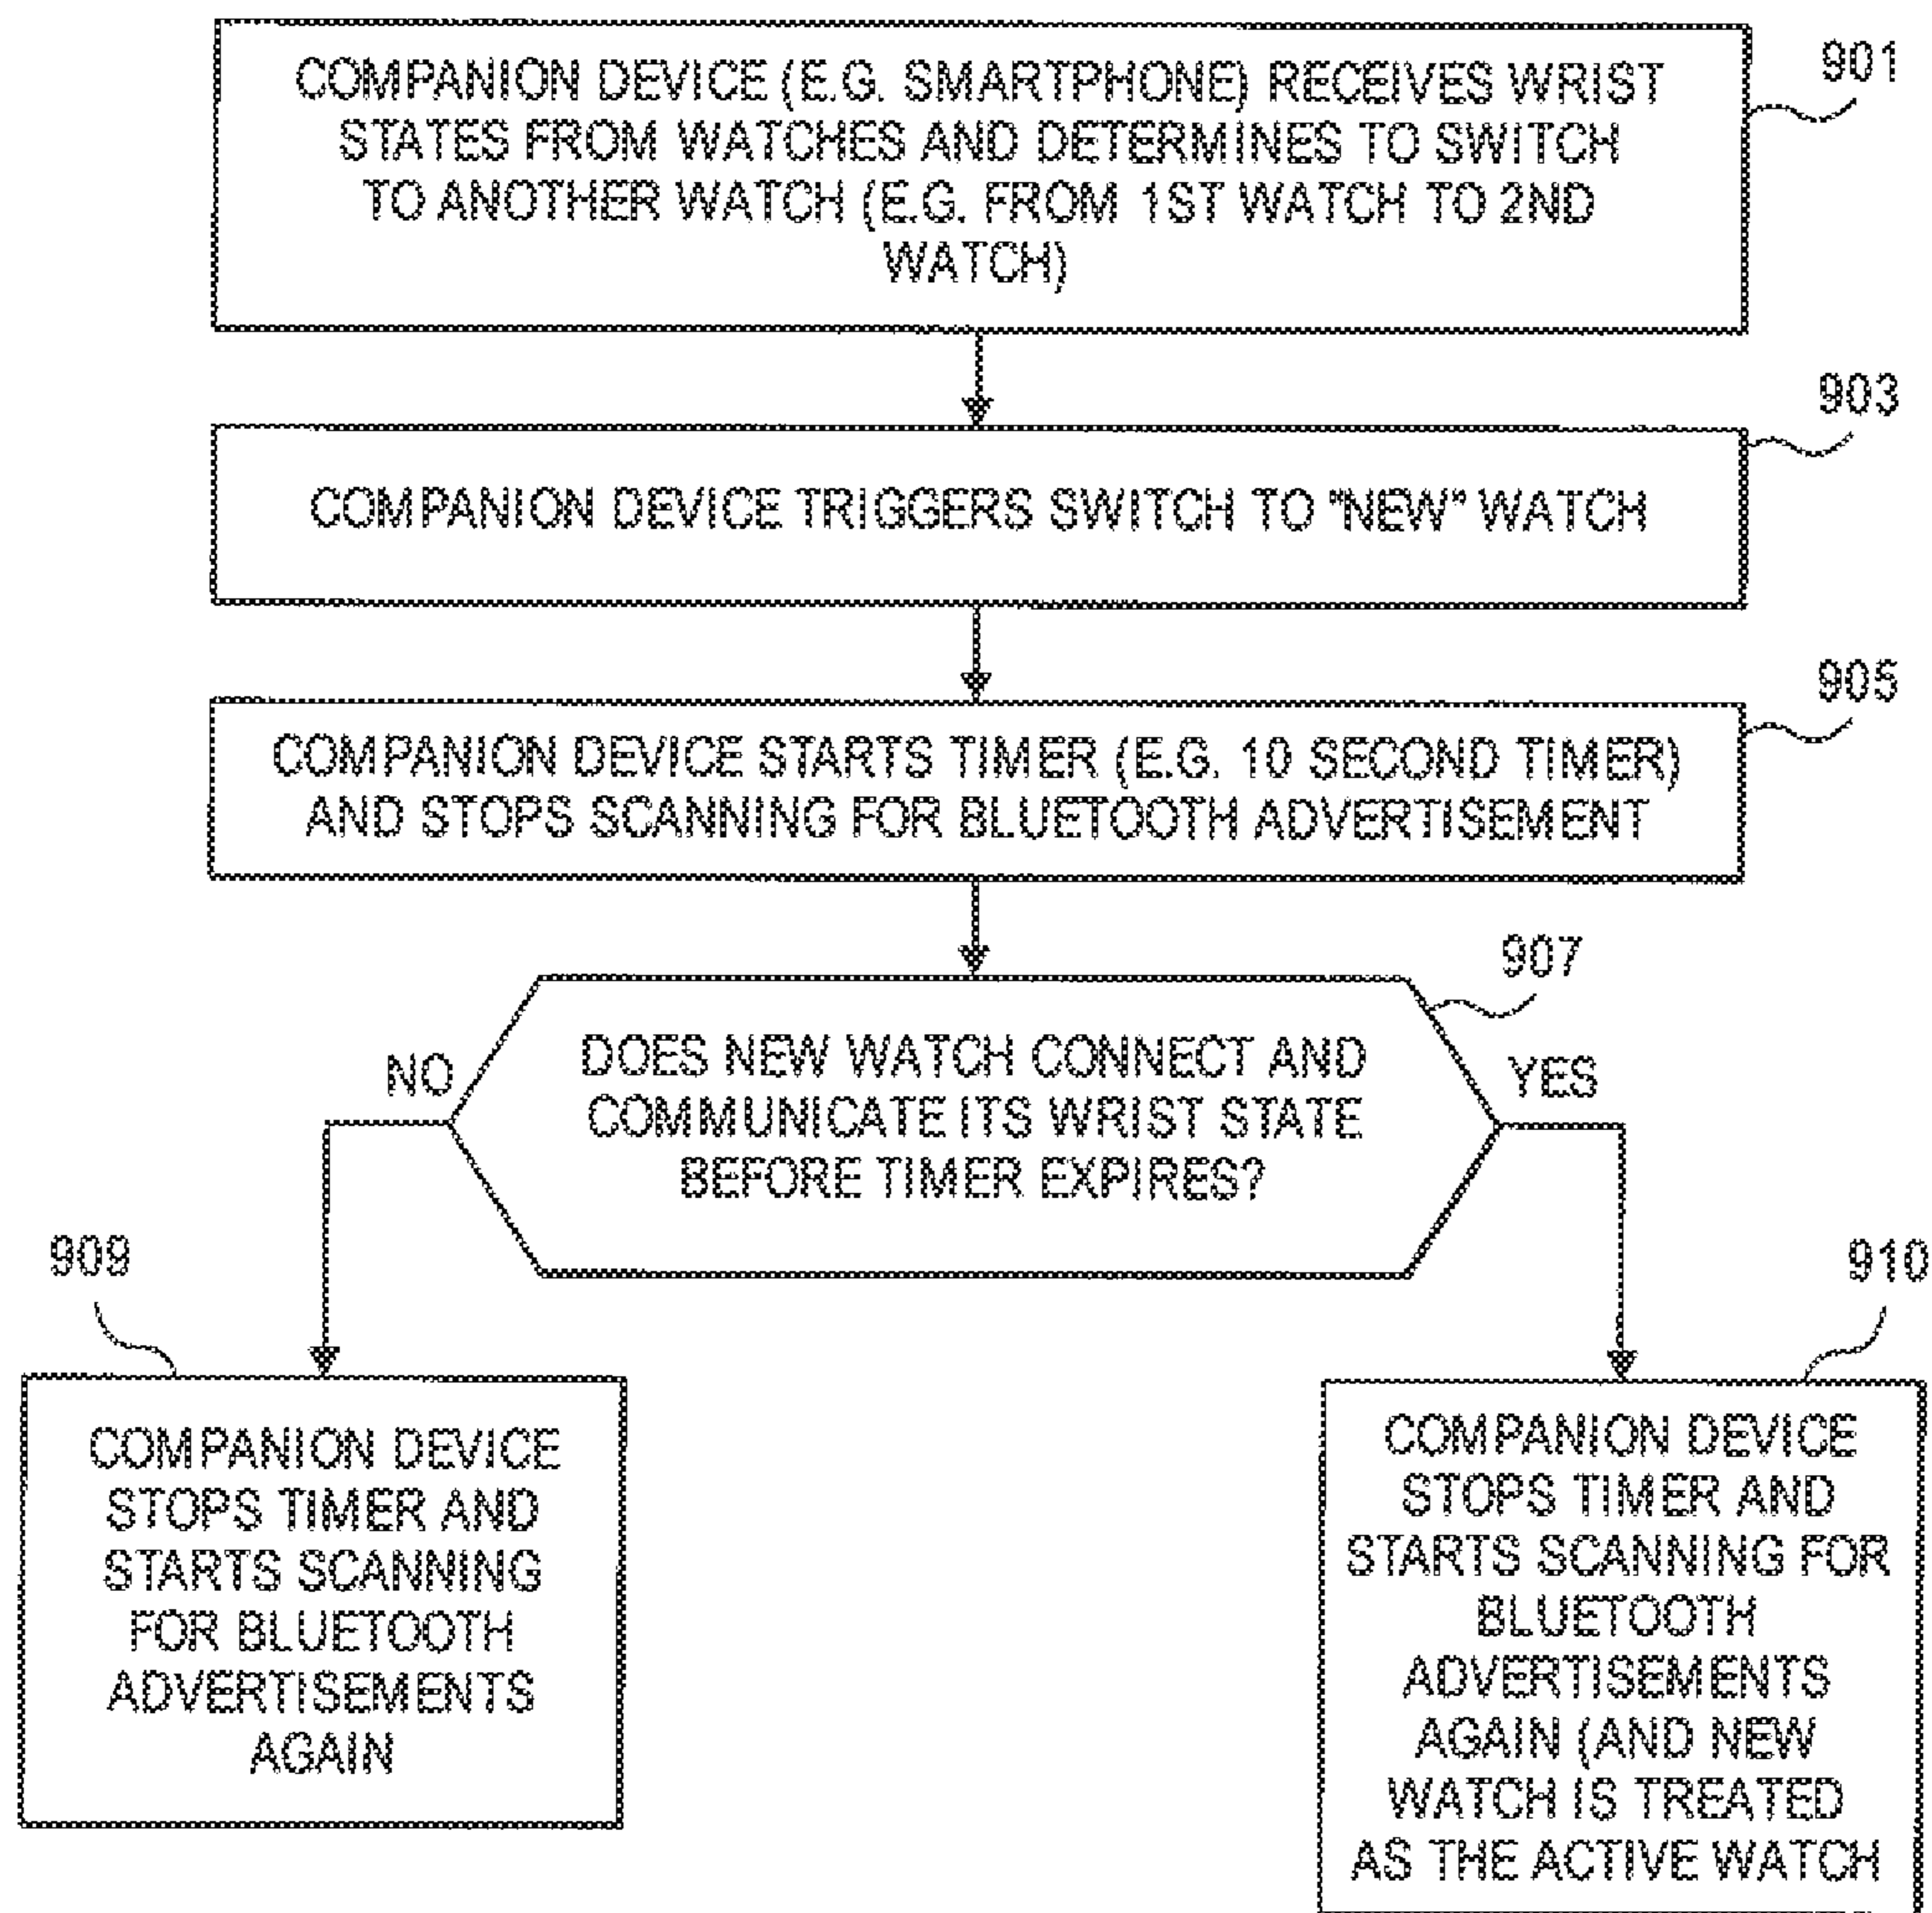 COMPANION DEVICE (E.G. SMARTPHONE) RECEIVES WRIST
STATES FROM WATCHES AND DETERMINES TO SWITCH
TO ANOTHER WATCH (E.G. FROM 1ST WATCH TO 2ND
WATCH)
901
903
COMPANION DEVICE TRIGGERS SWITCH TO "NEW" WATCH
905
COMPANION DEVICE STARTS TIMER (E.G. 10 SECOND TIMER)
AND STOPS SCANNING FOR BLUETOOTH ADVERTISEMENT
907
DOES NEW WATCH CONNECT AND
COMMUNICATE ITS WRIST STATE
BEFORE TIMER EXPIRES?
NO
YES
909
COMPANION DEVICE
STOPS TIMER AND
STARTS SCANNING
FOR BLUETOOTH
ADVERTISEMENTS
AGAIN
910
COMPANION DEVICE
STOPS TIMER AND
STARTS SCANNING FOR
BLUETOOTH
ADVERTISEMENTS
AGAIN (AND NEW
WATCH IS TREATED
AS THE ACTIVE WATCH